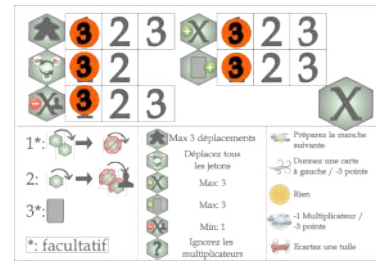 3 2 3
X 3 2 3
3 2
3 2 3
X 3 2 3
X
1*:
2:
3*:
*: facultatif
Max 3 déplacements
Déplacez tous
les jetons
Max: 3
Max: 3
Min: 1
Ignorez les
multiplicateurs
?
Préparez la manche
suivante
Donnez une carte
à gauche / -3 points
Rien
-1 Multiplicateur /
-3 points
Ecartez une tuile